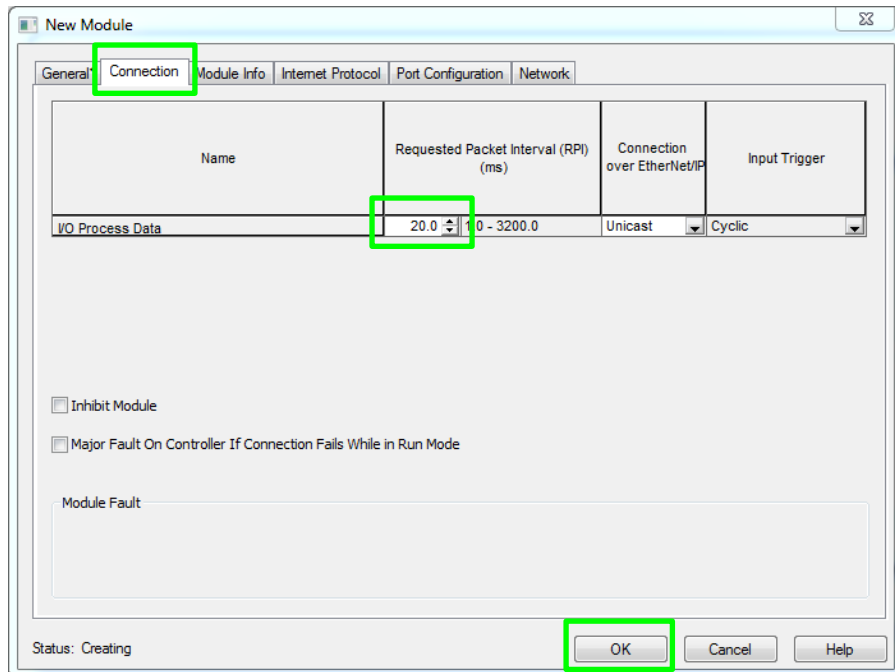 New Module
General* Connection Module Info Internet Protocol Port Configuration Network
Name
Requested Packet Interval (RPI)
(ms)
Connection
over EtherNet/IP
Input Trigger
I/O Process Data 20.0 1.0 - 3200.0 Unicast Cyclic
Inhibit Module
Major Fault On Controller If Connection Fails While in Run Mode
Module Fault
Status: Creating
OK Cancel Help